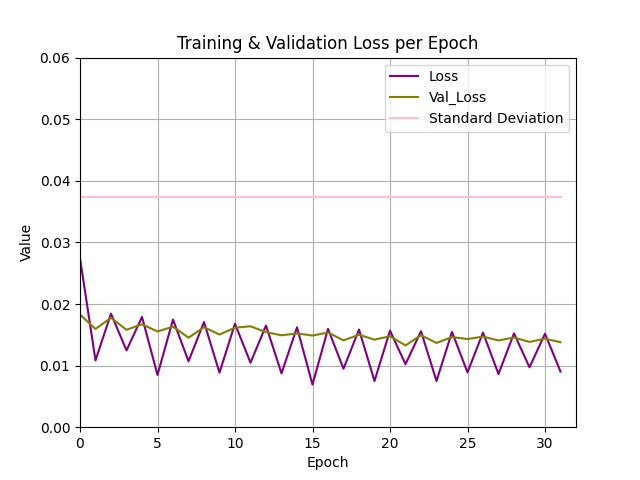 Training & Validation Loss per Epoch
Loss
Val_Loss
Standard Deviation
Value
0.06
0.05
0.04
0.03
0.02
0.01
0.00
0 5 10 15 20 25 30
Epoch